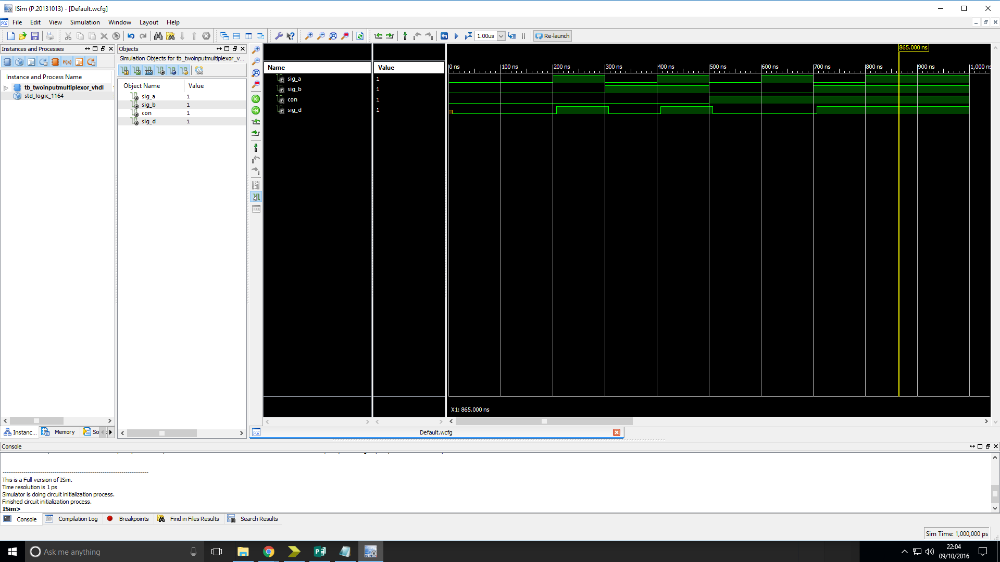 ISim (P.20131013) - [Default.wcfg]
File Edit View Simulation Window Layout Help
1.00us
Re-launch
Instances and Processes
Objects
Simulation Objects for tb_twoinputmultiplexor_v...
F(x)
Instance and Process Name
tb_twoinputmultiplexor_vhdl
std_logic_1164
Object Name Value
sig_a 1
sig_b 1
con 1
sig_d 1
Name Value
sig_a 1
sig_b 1
con 1
sig_d 1
865.000 ns
0 ns 100 ns 200 ns 300 ns 400 ns 500 ns 600 ns 700 ns 800 ns 900 ns 1,000 ns
X1: 865.000 ns
Instanc... Memory So
Default.wcfg
Console
This is a Full version of ISim.
Time resolution is 1 ps
Simulator is doing circuit initialization process.
Finished circuit initialization process.
ISim>
Console Compilation Log Breakpoints Find in Files Results Search Results
Sim Time: 1,000,000 ps
Ask me anything
22:04
09/10/2016